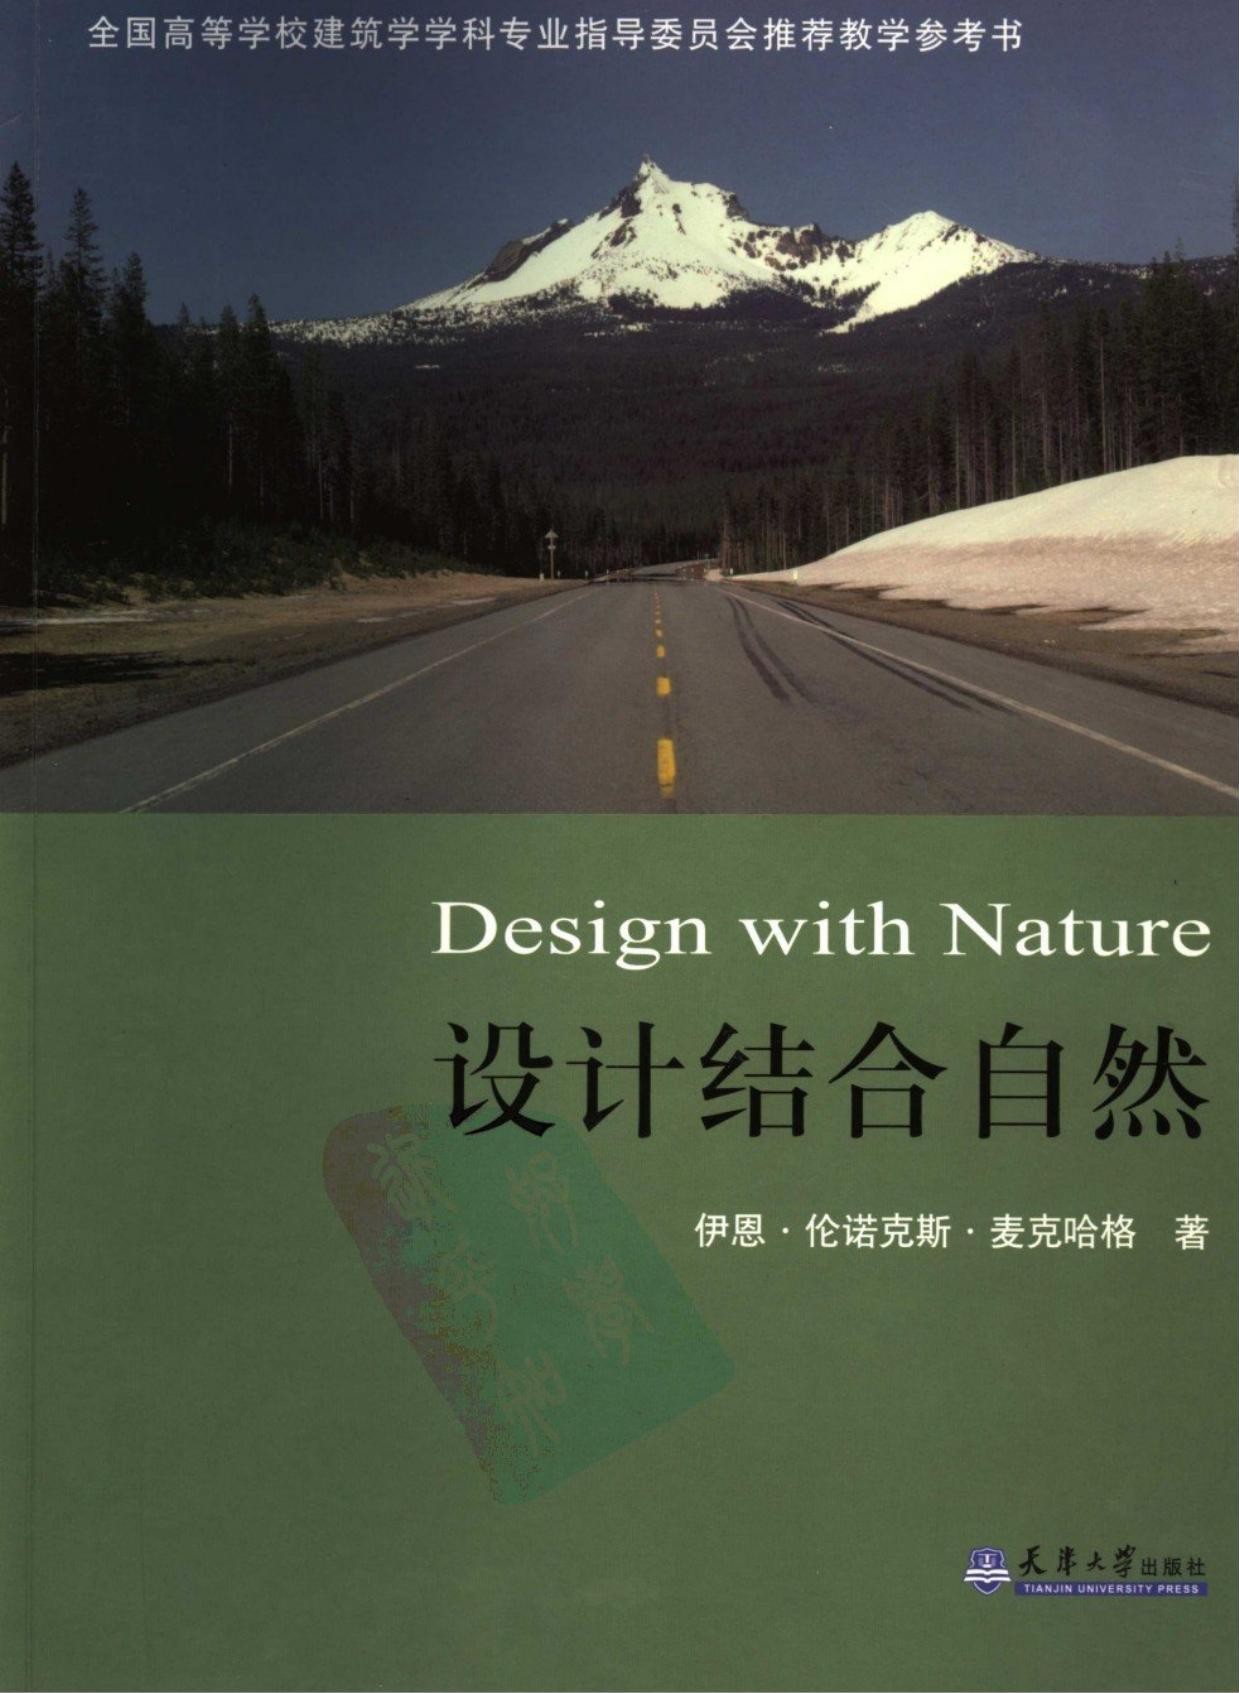 全国高等学校建筑学学科专业指导委员会推荐教学参考书
Design with Nature
设计结合自然
伊恩·伦诺克斯·麦克哈格 著
天津大学出版社
TIANJIN UNIVERSITY PRESS